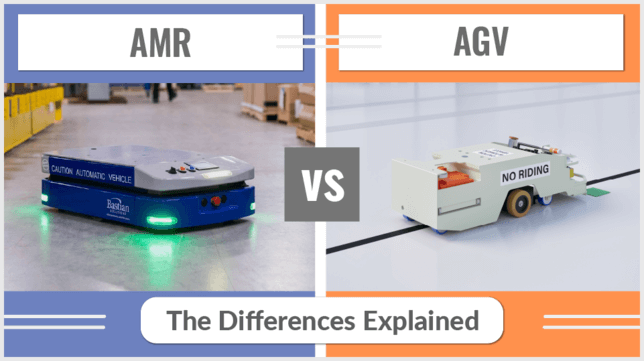 AMR
AGV
VS
CAUTION AUTOMATIC VEHICLE
Bastian
NO RIDING
The Differences Explained